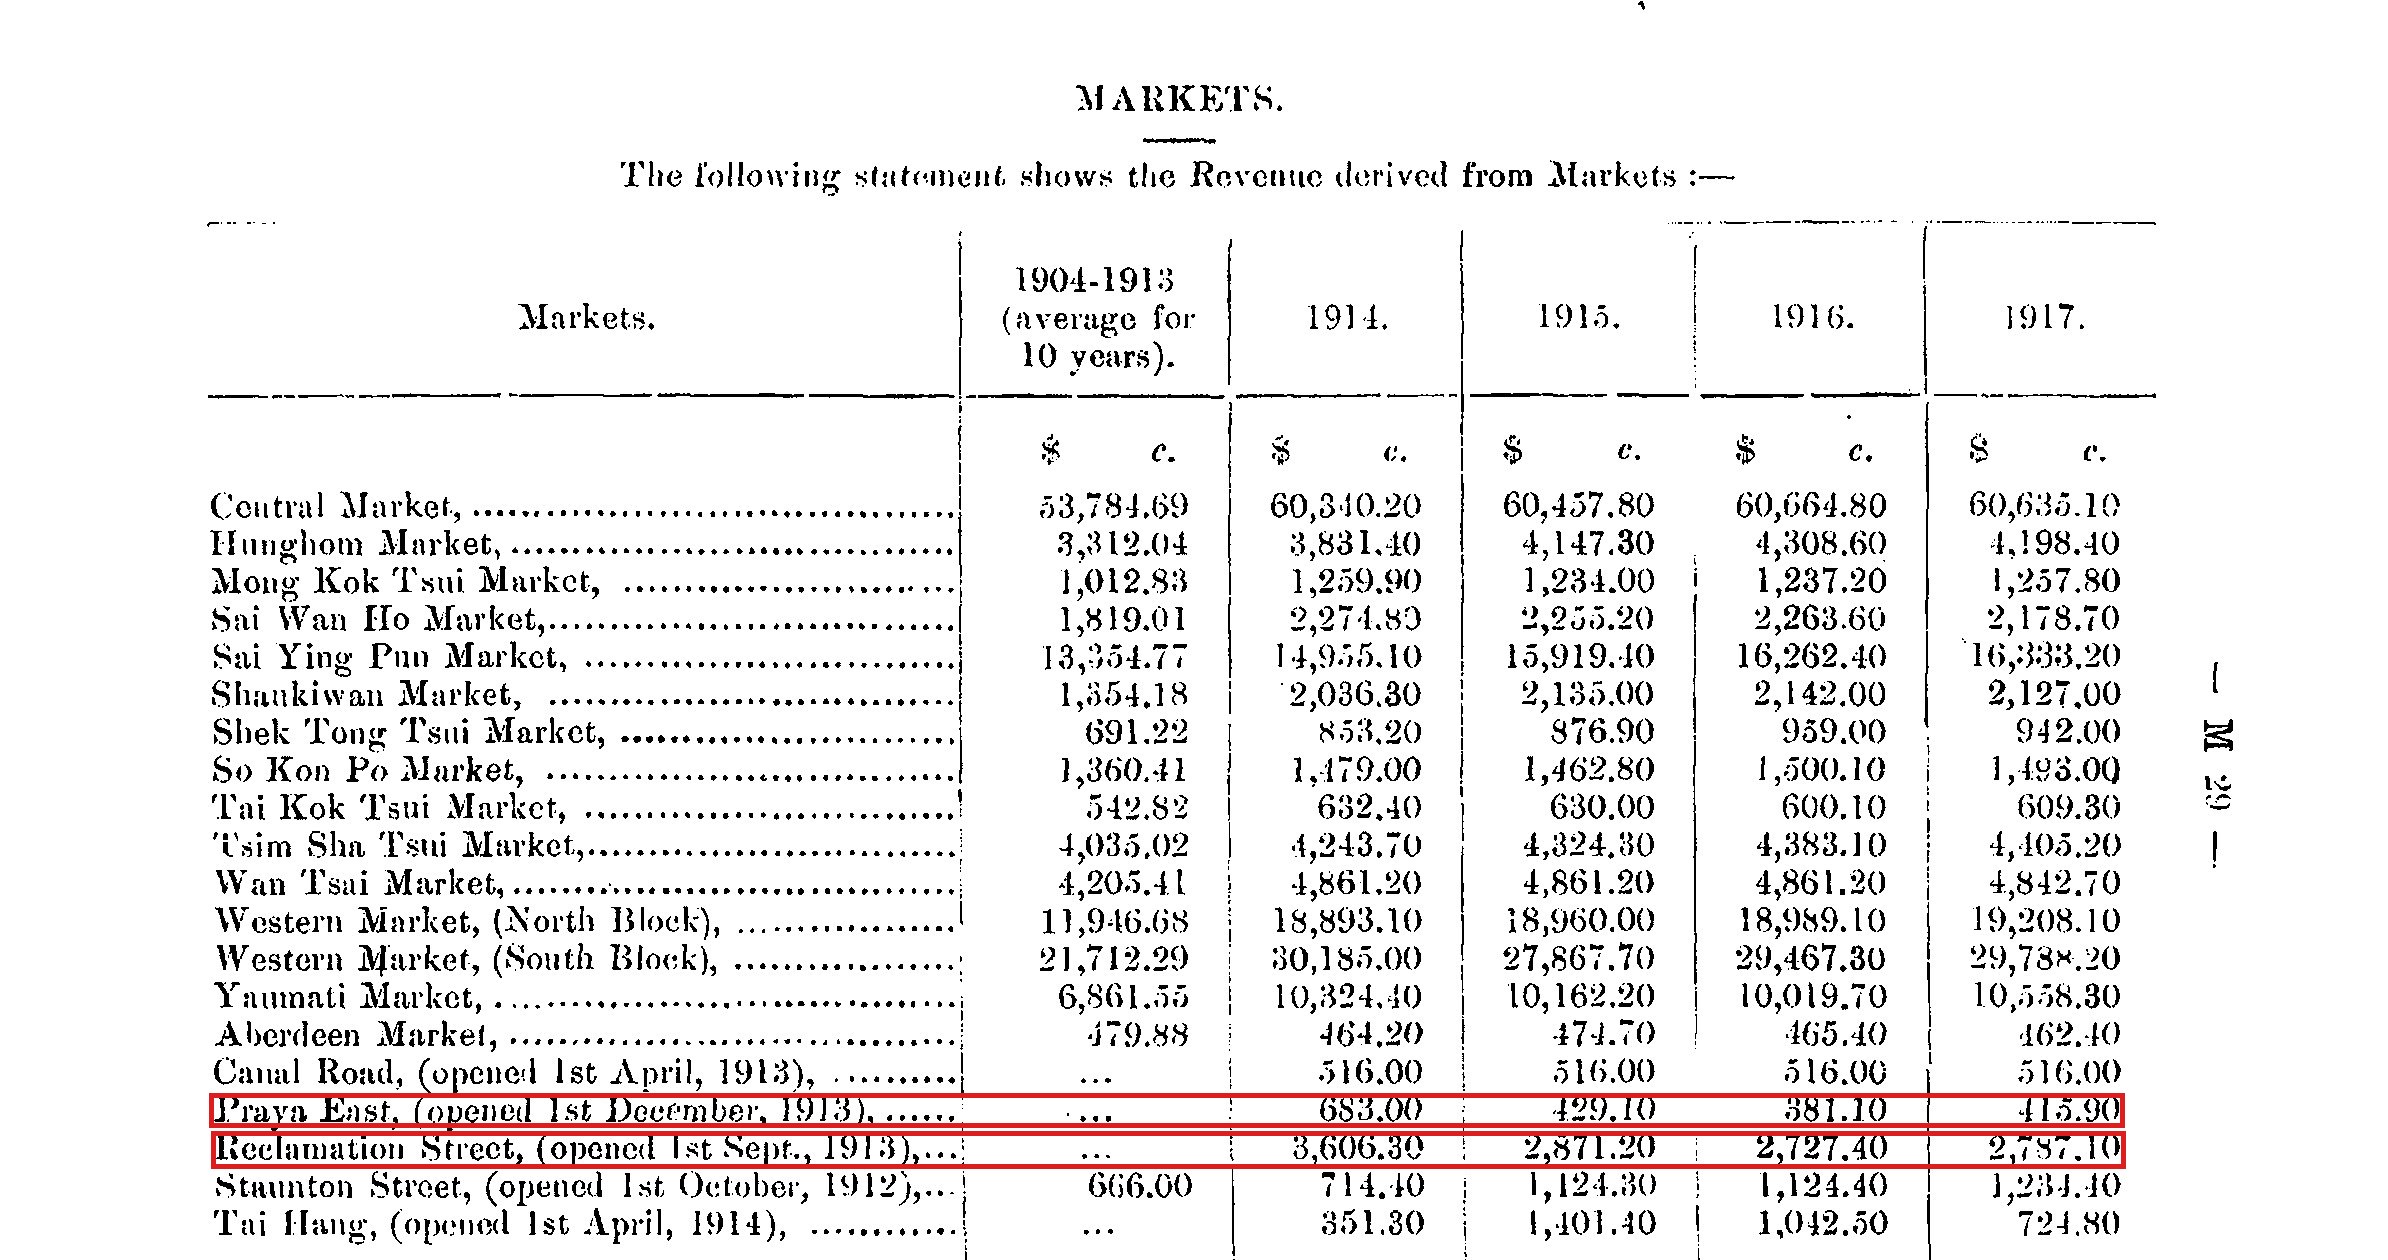 MARKETS.
The following statement shows the Revenue derived from Markets :—
Markets. 1904-1913 (average for 10 years). 1914. 1915. 1916. 1917.
$ c. $ c. $ c. $ c. $ c.
Central Market, 53,784.69 60,340.20 60,457.80 60,664.80 60,635.10
Hunghom Market, 3,312.04 3,831.40 4,147.30 4,308.60 4,198.40
Mong Kok Tsui Market, 1,012.83 1,259.90 1,234.00 1,237.20 1,257.80
Sai Wan Ho Market, 1,819.01 2,274.80 2,255.20 2,263.60 2,178.70
Sai Ying Pun Market, 13,354.77 14,955.10 15,919.40 16,262.40 16,333.20
Shaukiwan Market, 1,354.18 2,036.30 2,135.00 2,142.00 2,127.00
Shek Tong Tsui Market, 691.22 853.20 876.90 959.00 942.00
So Kon Po Market, 1,360.41 1,479.00 1,462.80 1,500.10 1,493.00
Tai Kok Tsui Market, 542.82 632.40 630.00 600.10 609.30
Tsim Sha Tsui Market, 4,035.02 4,243.70 4,324.30 4,383.10 4,405.20
Wan Tsai Market, 4,205.41 4,861.20 4,861.20 4,861.20 4,842.70
Western Market, (North Block), 11,946.68 18,893.10 18,960.00 18,989.10 19,208.10
Western Market, (South Block), 21,712.29 30,185.00 27,867.70 29,467.30 29,788.20
Yaumati Market, 6,861.55 10,324.40 10,162.20 10,019.70 10,558.30
Aberdeen Market, 479.88 464.20 474.70 465.40 462.40
Canal Road, (opened 1st April, 1913), ... 516.00 516.00 516.00 516.00
Praya East, (opened 1st December, 1913), ... 683.00 429.10 381.10 415.90
Reclamation Street, (opened 1st Sept., 1913), ... 3,606.30 2,871.20 2,727.40 2,787.10
Staunton Street, (opened 1st October, 1912), 666.00 714.40 1,124.30 1,124.40 1,234.40
Tai Hang, (opened 1st April, 1914), ... 351.30 1,401.40 1,042.50 724.80
— M 29 —